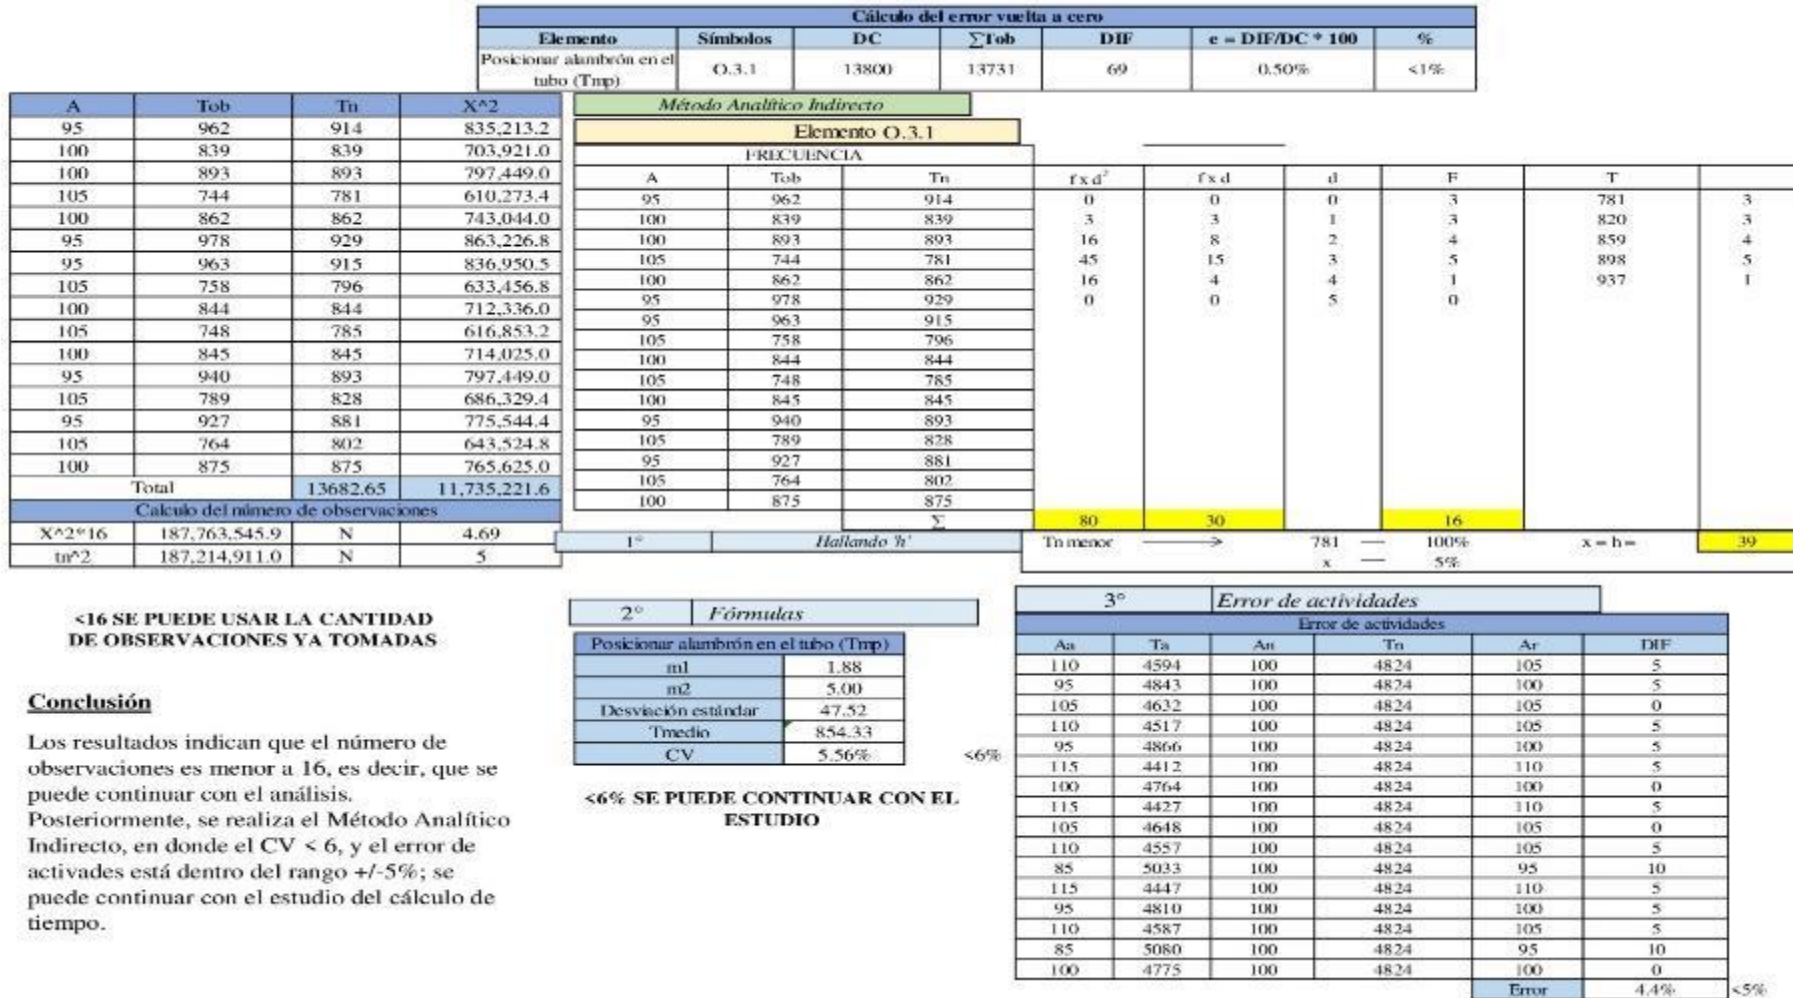 Cálculo del error vuelta a cero
Elemento Símbolos DC ∑Tob DIF e = DIF/DC * 100 %
Posicionar alambrón en el tubo (Tmp) O.3.1 13800 13731 69 0.50% <1%
A Tob Tn X^2
95 962 914 835,213.2
100 839 839 703,921.0
100 893 893 797,449.0
105 744 781 610,273.4
100 862 862 743,044.0
95 978 929 863,226.8
95 963 915 836,950.5
105 758 796 633,456.8
100 844 844 712,336.0
105 748 785 616,853.2
100 845 845 714,025.0
95 940 893 797,449.0
105 789 828 686,329.4
95 927 881 775,544.4
105 764 802 643,524.8
100 875 875 765,625.0
Total 13682.65 11,735,221.6
Calculo del número de observaciones
X^2*16 187,763,545.9 N 4.69
tn^2 187,214,911.0 N 5
Método Analítico Indirecto
Elemento O.3.1
FRECUENCIA
A Tob Tn f x d² f x d d F T
95 962 914 0 0 0 3 781 3
100 839 839 3 3 1 3 820 3
100 893 893 16 8 2 4 859 4
105 744 781 45 15 3 5 898 5
100 862 862 16 4 4 1 937 1
95 978 929 0 0 5 0
95 963 915
105 758 796
100 844 844
105 748 785
100 845 845
95 940 893
105 789 828
95 927 881
105 764 802
100 875 875
∑ 80 30 16
1° Hallando 'h' Tn menor 781 — 100% x = h = 39
x — 5%
<16 SE PUEDE USAR LA CANTIDAD
DE OBSERVACIONES YA TOMADAS
Conclusión
Los resultados indican que el número de
observaciones es menor a 16, es decir, que se
puede continuar con el análisis.
Posteriormente, se realiza el Método Analítico
Indirecto, en donde el CV < 6, y el error de
activades está dentro del rango +/-5%; se
puede continuar con el estudio del cálculo de
tiempo.
2° Fórmulas
Posicionar alambrón en el tubo (Tmp)
m1 1.88
m2 5.00
Desviación estándar 47.52
Tmedio 854.33
CV 5.56% <6%
<6% SE PUEDE CONTINUAR CON EL
ESTUDIO
3° Error de actividades
Error de actividades
Aa Ta An Tn Ar DIF
110 4594 100 4824 105 5
95 4843 100 4824 100 5
105 4632 100 4824 105 0
110 4517 100 4824 105 5
95 4866 100 4824 100 5
115 4412 100 4824 110 5
100 4764 100 4824 100 0
115 4427 100 4824 110 5
105 4648 100 4824 105 0
110 4557 100 4824 105 5
85 5033 100 4824 95 10
115 4447 100 4824 110 5
95 4810 100 4824 100 5
110 4587 100 4824 105 5
85 5080 100 4824 95 10
100 4775 100 4824 100 0
Error 4.4% <5%